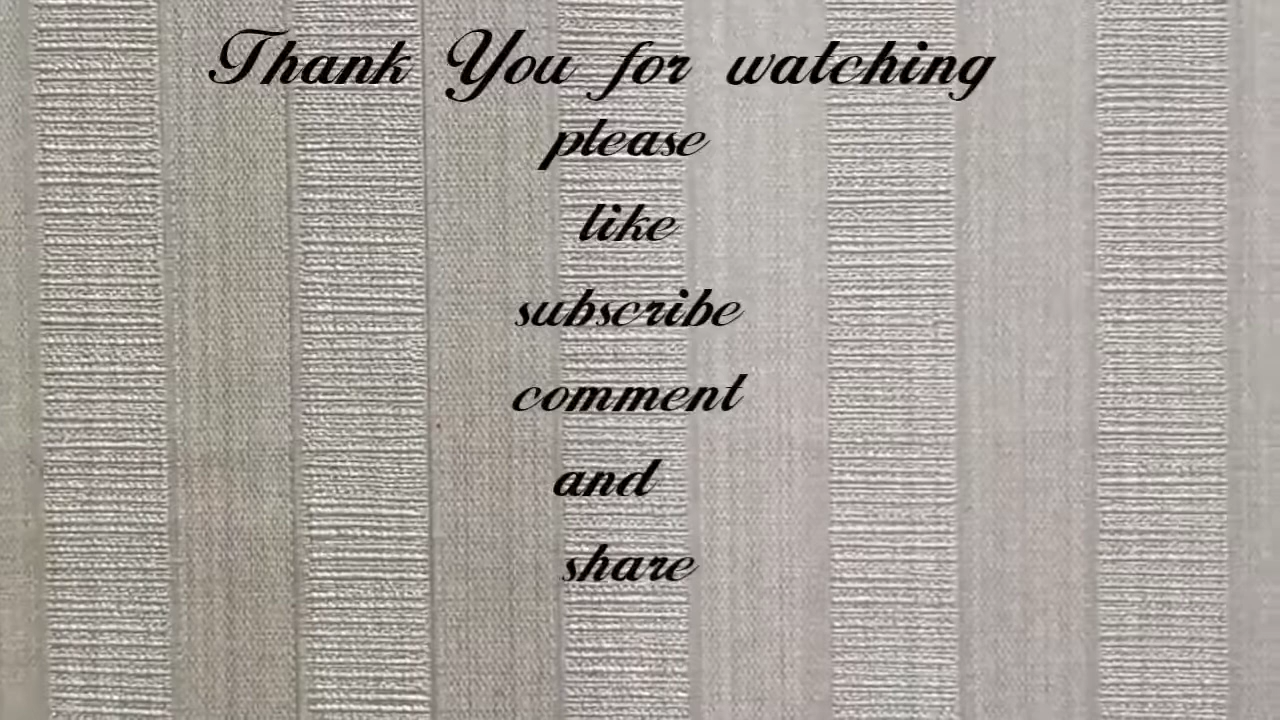 Thank You for watching
please
like
subscribe
comment
and
share